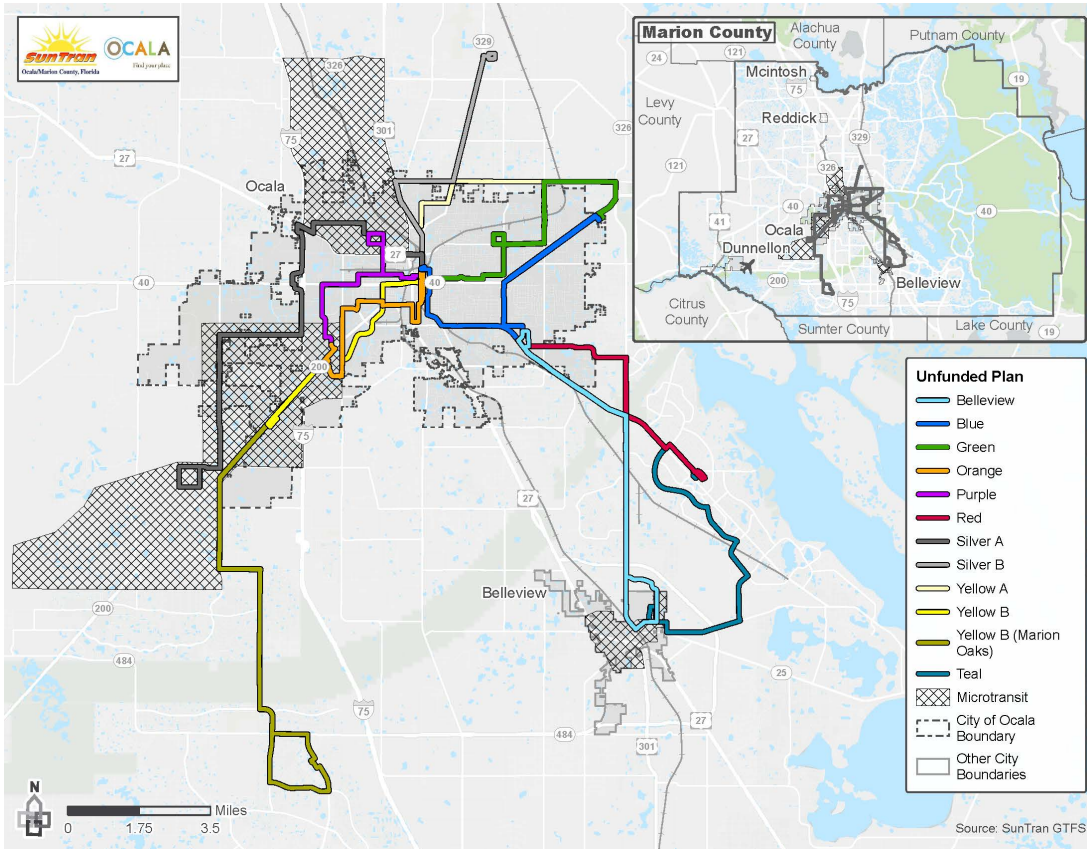 SunTran
Ocala/Marion County, Florida
OCALA
Find your place
329
326
75
301
326
27
Ocala
27
40
40
200
75
27
Belleview
200
484
25
75
484
27
301
N
Miles
0 1.75 3.5
Marion County
Alachua
County
Putnam County
24
121
Mcintosh
75
19
Levy
County
Reddick
27
329
121
326
40
40
41
Ocala
Dunnellon
200
Belleview
75
Citrus
County
Sumter County
Lake County
19
Unfunded Plan
Belleview
Blue
Green
Orange
Purple
Red
Silver A
Silver B
Yellow A
Yellow B
Yellow B (Marion
Oaks)
Teal
Microtransit
City of Ocala
Boundary
Other City
Boundaries
Source: SunTran GTFS